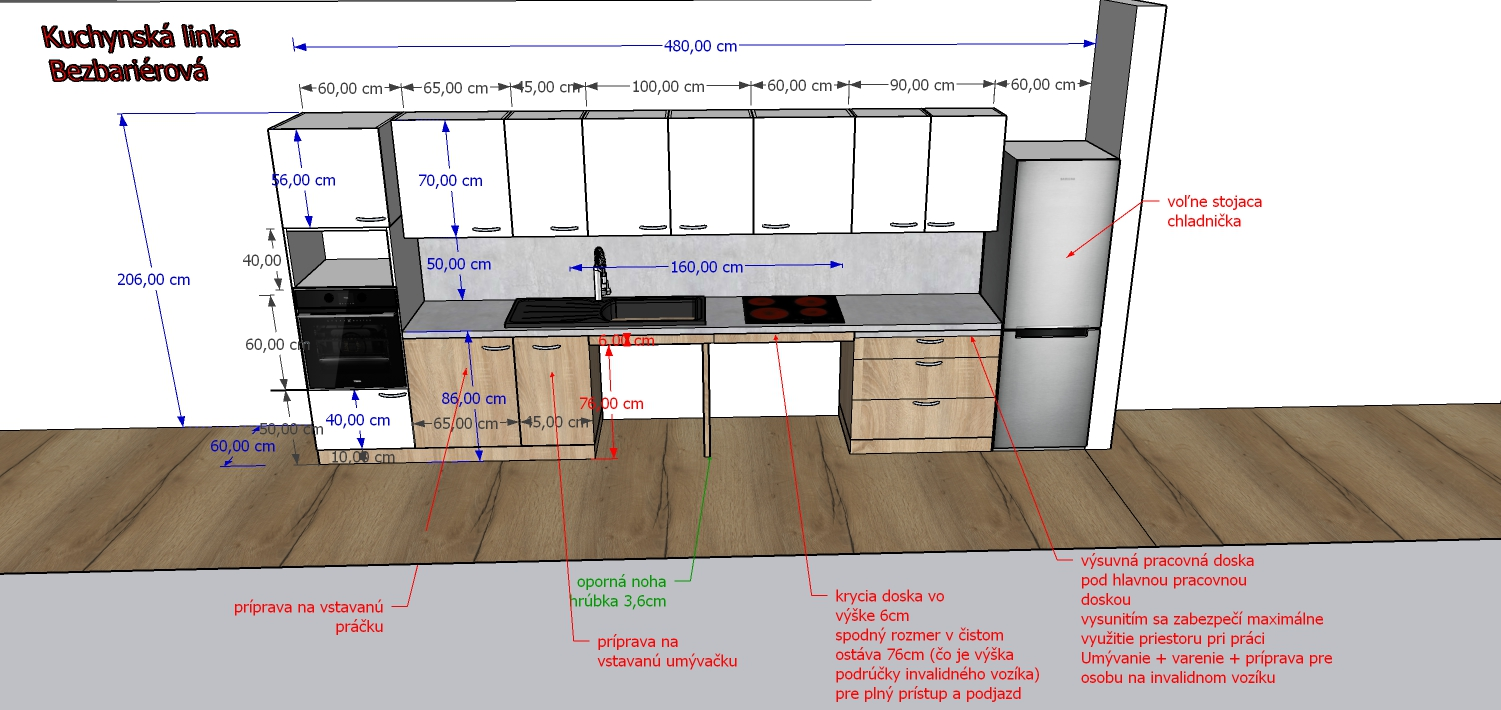 Kuchynská linka
Bezbariérová
480,00 cm
60,00 cm
65,00 cm
45,00 cm
100,00 cm
60,00 cm
90,00 cm
60,00 cm
56,00 cm
70,00 cm
voľne stojaca
chladnička
40,00
50,00 cm
160,00 cm
206,00 cm
60,00 cm
6,00 cm
86,00 cm
76,00 cm
40,00 cm
65,00 cm
45,00 cm
50,00 cm
60,00 cm
10,00 cm
oporná noha
hrúbka 3,6cm
príprava na vstavanú
práčku
príprava na
vstavanú umývačku
krycia doska vo
výške 6cm
spodný rozmer v čistom
ostáva 76cm (čo je výška
podrúčky invalidného vozíka)
pre plný prístup a podjazd
výsuvná pracovná doska
pod hlavnou pracovnou
doskou
vysunitím sa zabezpečí maximálne
využitie priestoru pri práci
Umývanie + varenie + príprava pre
osobu na invalidnom vozíku